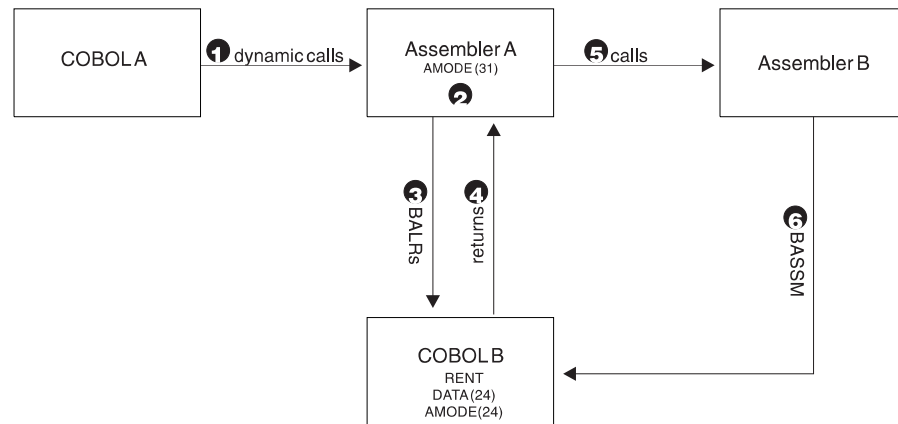 COBOL A
1 dynamic calls
Assembler A
AMODE (31)
2
5 calls
Assembler B
3 BALRs
4 returns
6 BASSM
COBOL B
RENT
DATA (24)
AMODE (24)